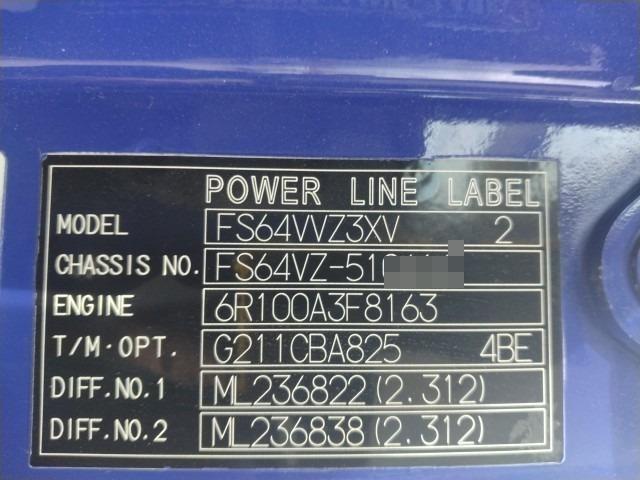 POWER LINE LABEL
MODEL FS64VVZ3XV 2
CHASSIS NO. FS64VZ-51
ENGINE 6R100A3F8163
T/M·OPT. G211CBA825 4BE
DIFF.NO.1 ML236822(2.312)
DIFF.NO.2 ML236838(2.312)